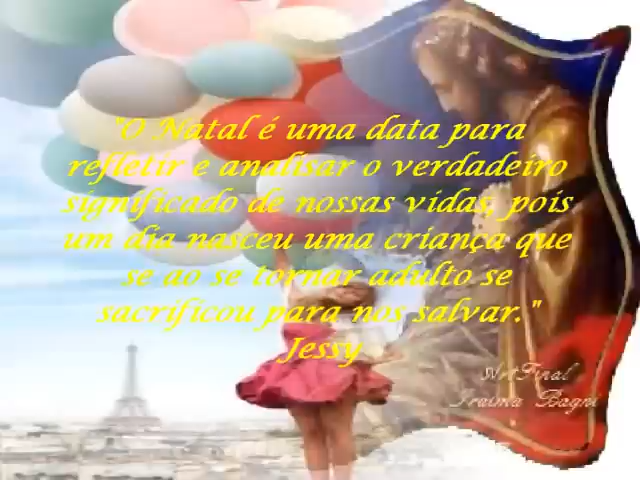 "O Natal é uma data para
refletir e analisar o verdadeiro
significado de nossas vidas, pois
um dia nasceu uma criança que
se ao se tornar adulto se
sacrificou para nos salvar."
Jessy
ArtFinal
Iraima Bagni